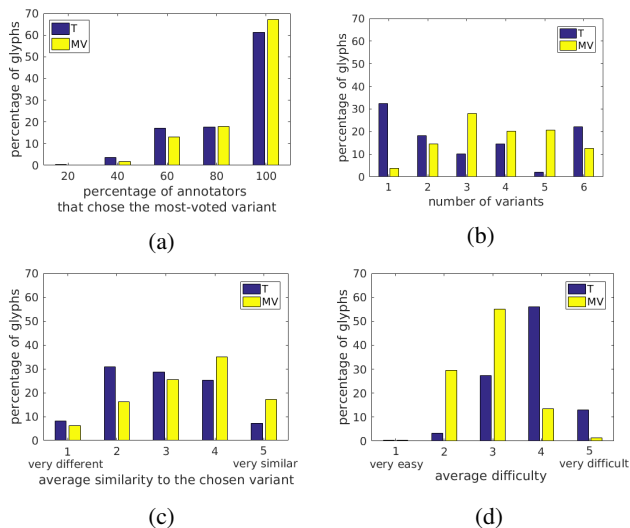 70
60
50
40
30
20
10
0
percentage of glyphs
T
MV
20 40 60 80 100
percentage of annotators
that chose the most-voted variant
(a)
70
60
50
40
30
20
10
0
percentage of glyphs
T
MV
1 2 3 4 5 6
number of variants
(b)
70
60
50
40
30
20
10
0
percentage of glyphs
T
MV
1 2 3 4 5
very different very similar
average similarity to the chosen variant
(c)
70
60
50
40
30
20
10
0
percentage of glyphs
T
MV
1 2 3 4 5
very easy very difficult
average difficulty
(d)